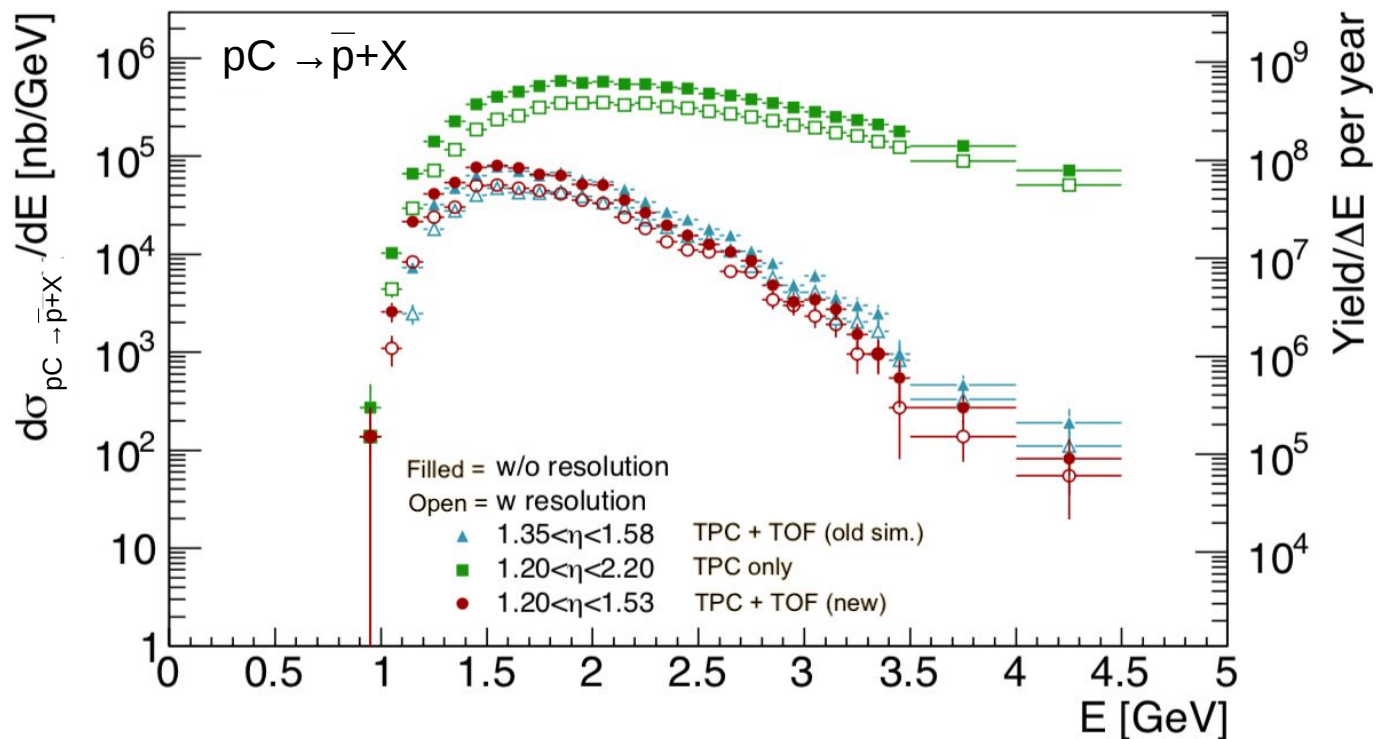 pC → p̅+X
dσ pC → p̅+X /dE [nb/GeV]
10⁶
10⁵
10⁴
10³
10²
10
1
Yield/ΔE per year
10⁹
10⁸
10⁷
10⁶
10⁵
10⁴
Filled = w/o resolution
Open = w resolution
1.35<η<1.58 TPC + TOF (old sim.)
1.20<η<2.20 TPC only
1.20<η<1.53 TPC + TOF (new)
0 0.5 1 1.5 2 2.5 3 3.5 4 4.5 5
E [GeV]